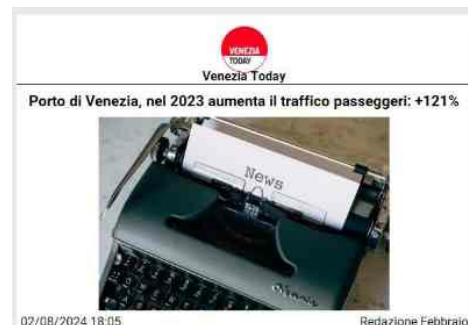 VENEZIA
TODAY
Venezia Today
Porto di Venezia, nel 2023 aumenta il traffico passeggeri: +121%
News
Olympia
02/08/2024 18:05
Redazione Febbraio